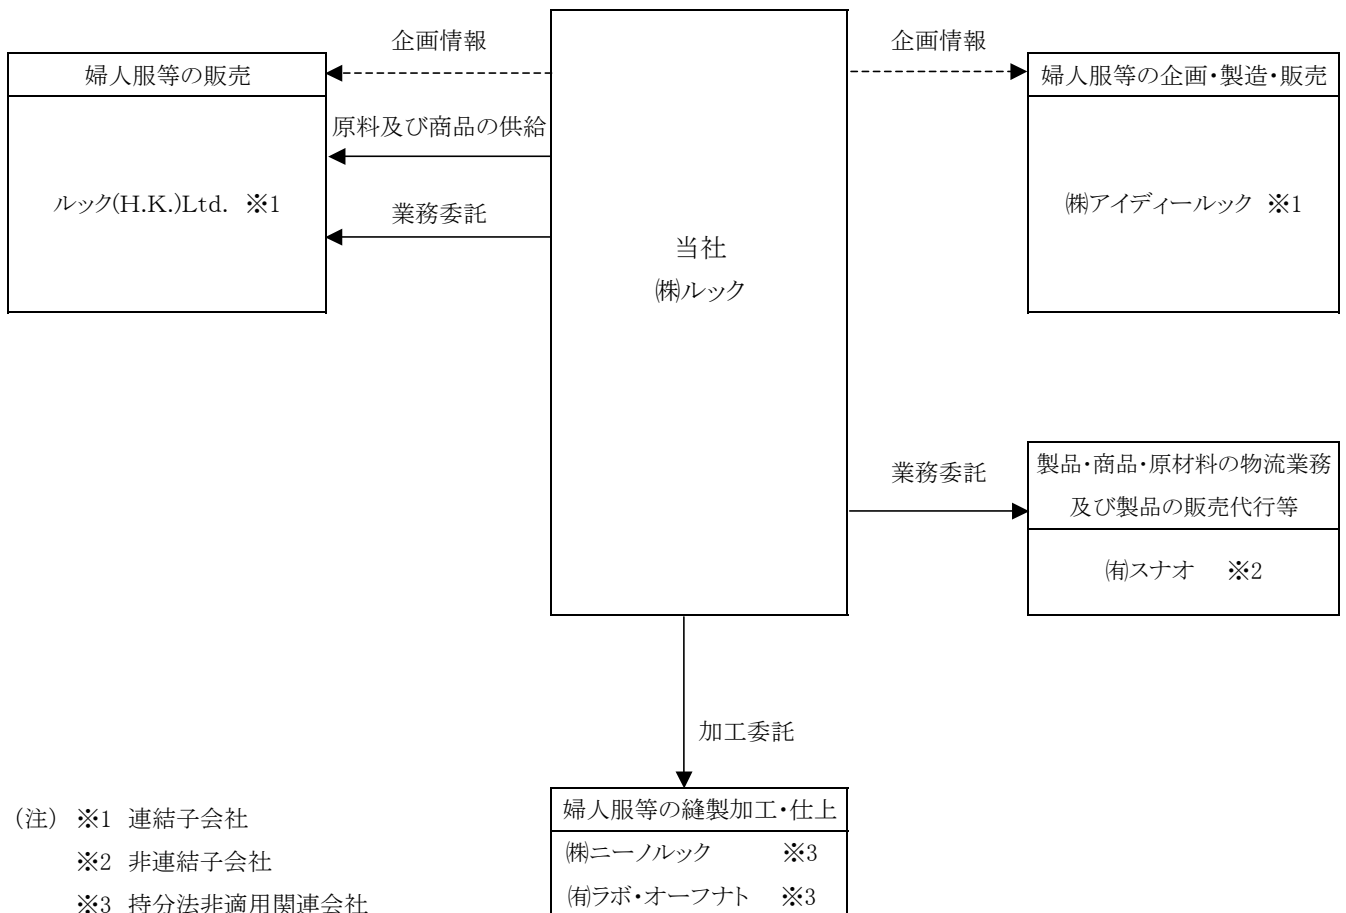 企画情報
婦人服等の販売
原料及び商品の供給
ルック(H.K.)Ltd. ※1
業務委託
当社
㈱ルック
企画情報
婦人服等の企画・製造・販売
㈱アイディールック ※1
業務委託
製品・商品・原材料の物流業務
及び製品の販売代行等
㈲スナオ ※2
加工委託
婦人服等の縫製加工・仕上
㈱ニーノルック ※3
㈲ラボ・オーフナト ※3
(注) ※1 連結子会社
※2 非連結子会社
※3 持分法非適用関連会社